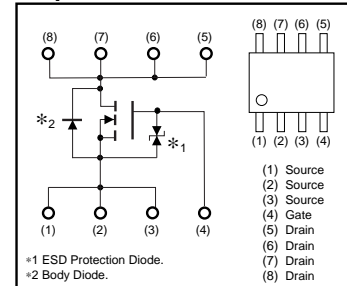 (8) (7) (6) (5)
*2
*1
(1) (2) (3) (4)
*1 ESD Protection Diode.
*2 Body Diode.
(8) (7) (6) (5)
(1) (2) (3) (4)
(1) Source
(2) Source
(3) Source
(4) Gate
(5) Drain
(6) Drain
(7) Drain
(8) Drain